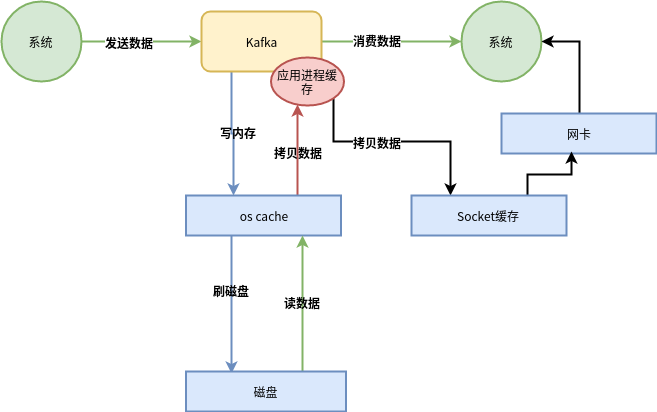 系统
发送数据
Kafka
消费数据
系统
应用进程缓
存
写内存
拷贝数据
拷贝数据
网卡
os cache
Socket缓存
刷磁盘
读数据
磁盘